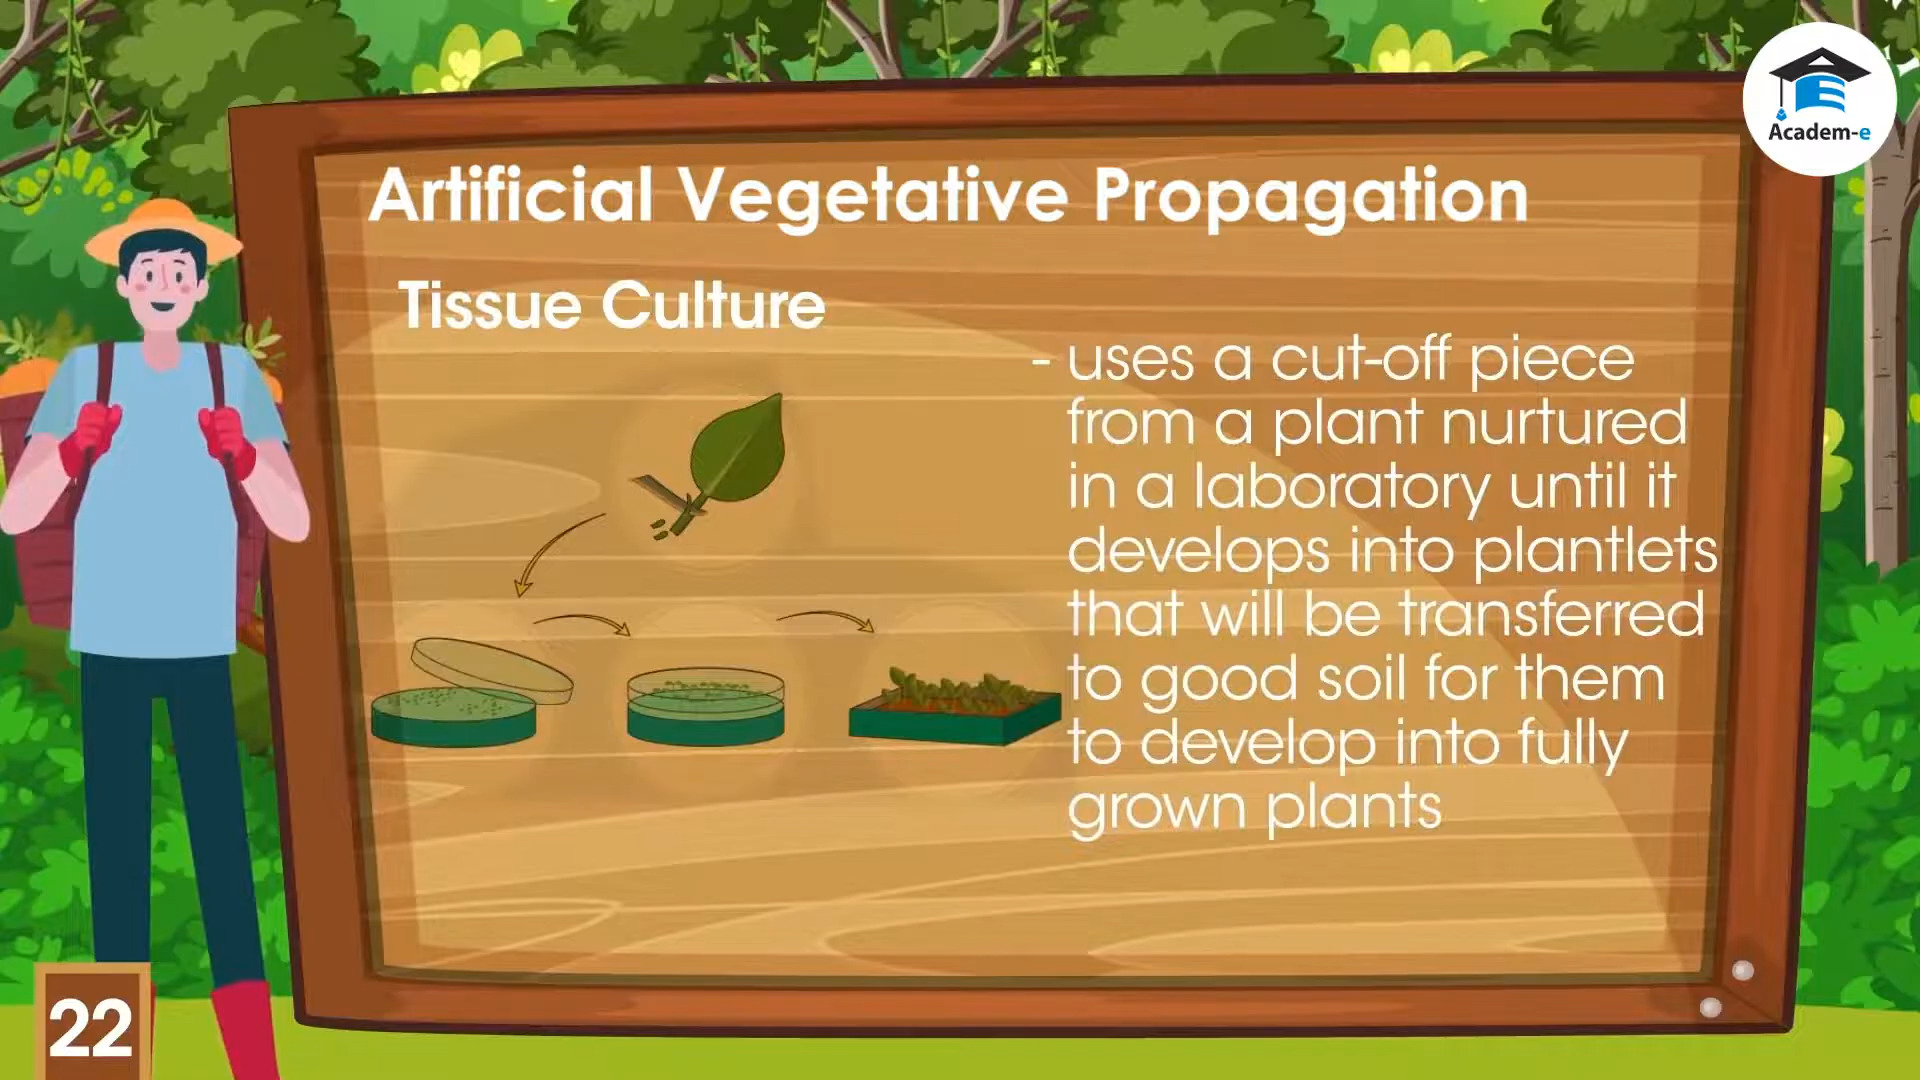 Academ-e
Artificial Vegetative Propagation
Tissue Culture
- uses a cut-off piece
from a plant nurtured
in a laboratory until it
develops into plantlets
that will be transferred
to good soil for them
to develop into fully
grown plants
22